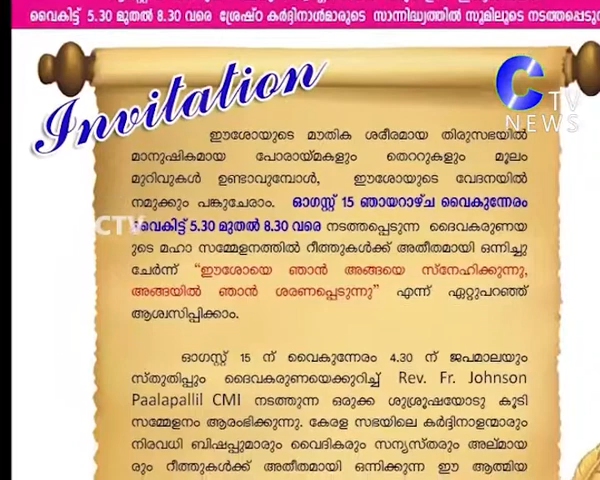 വൈകിട്ട് 5.30 മുതൽ 8.30 വരെ ശ്രേഷ്ഠ കർദ്ദിനാൾമാരുടെ സാന്നിദ്ധ്യത്തിൽ സൂമിലൂടെ നടത്തപ്പെടു
Invitation
C TV
NEWS
ഈശോയുടെ മൗതിക ശരീരമായ തിരുസഭയിൽ
മാനുഷികമായ പോരായ്മകളും തെററുകളും മൂലം
മുറിവുകൾ ഉണ്ടാവുമ്പോൾ, ഈശോയുടെ വേദനയിൽ
നമുക്കും പങ്കുചേരാം. ഓഗസ്റ്റ് 15 ഞായറാഴ്ച വൈകുന്നേരം
CTV
വൈകിട്ട് 5.30 മുതൽ 8.30 വരെ നടത്തപ്പെടുന്ന ദൈവകരുണയ
ുടെ മഹാ സമ്മേളനത്തിൽ റീത്തുകൾക്ക് അതീതമായി ഒന്നിച്ചു
ചേർന്ന് "ഈശോയെ ഞാൻ അങ്ങയെ സ്നേഹിക്കുന്നു,
അങ്ങയിൽ ഞാൻ ശരണപ്പെടുന്നു" എന്ന് ഏറ്റുപറഞ്ഞ്
ആശ്വസിപ്പിക്കാം.
ഓഗസ്റ്റ് 15 ന് വൈകുന്നേരം 4.30 ന് ജപമാലയും
സ്തുതിപ്പും ദൈവകരുണയെക്കുറിച്ച് Rev. Fr. Johnson
Paalapallil CMI നടത്തുന്ന ഒരുക്ക ശുശ്രൂഷയോടു കൂടി
സമ്മേളനം ആരംഭിക്കുന്നു. കേരള സഭയിലെ കർദിനാളന്മാരും
നിരവധി ബിഷപ്പുമാരും വൈദികരും സന്യസ്തരും അല്മായ
രും റീത്തുകൾക്ക് അതീതമായി ഒന്നിക്കുന്ന ഈ ആത്മിയ